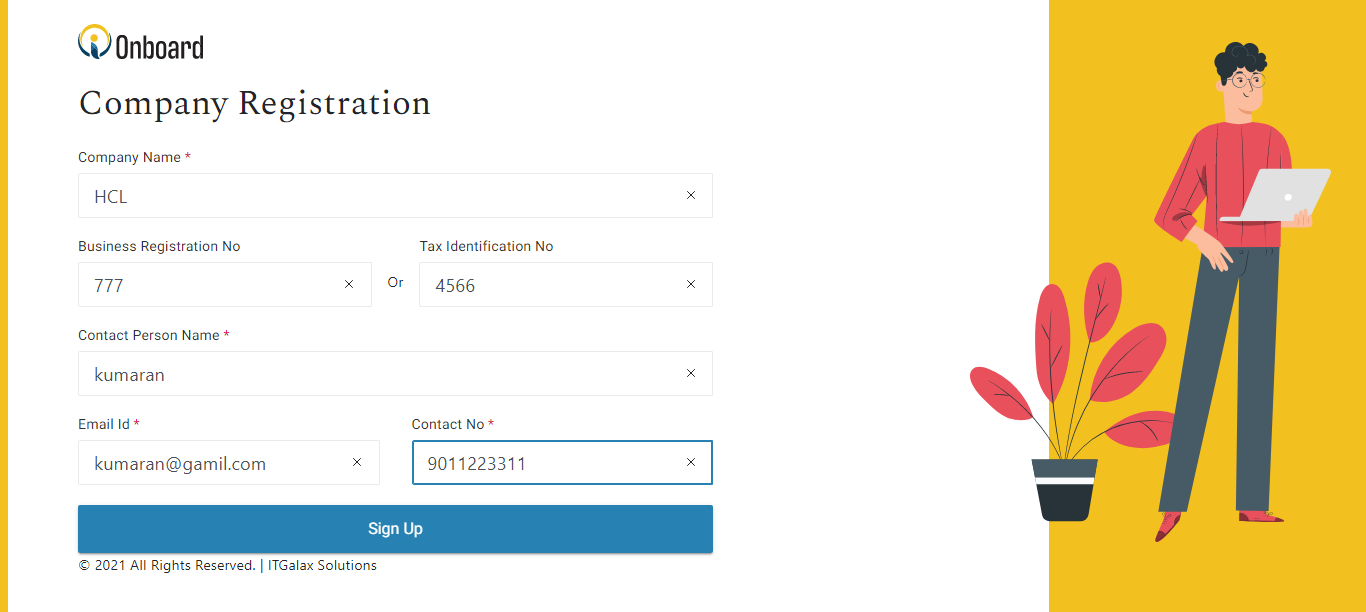 Onboard
Company Registration
Company Name *
HCL
Business Registration No
Tax Identification No
777
Or
4566
Contact Person Name *
kumaran
Email Id *
Contact No *
kumaran@gamil.com
9011223311
Sign Up
© 2021 All Rights Reserved. | ITGalax Solutions